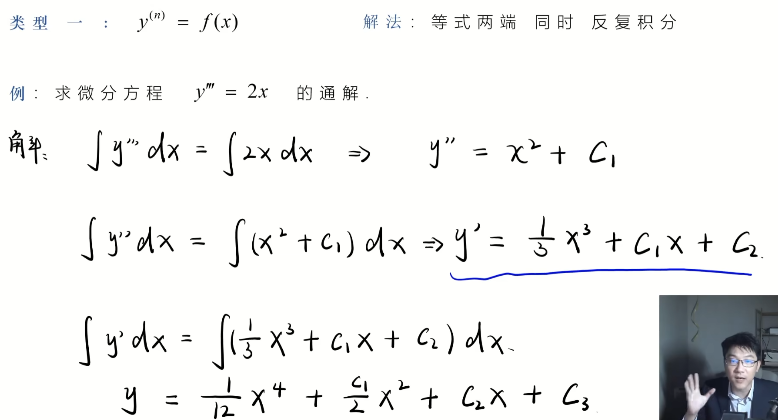 类型一： y⁽ⁿ⁾ = f(x)   解法：等式两端 同时 反复积分
例：求微分方程 y''' = 2x 的通解.
解: ∫ y''' dx = ∫ 2x dx ⇒ y'' = x² + C₁
∫ y'' dx = ∫ (x² + C₁) dx ⇒ y' = 1/3 x³ + C₁x + C₂.
∫ y' dx = ∫ (1/3 x³ + C₁x + C₂) dx.
y = 1/12 x⁴ + C₁/2 x² + C₂x + C₃